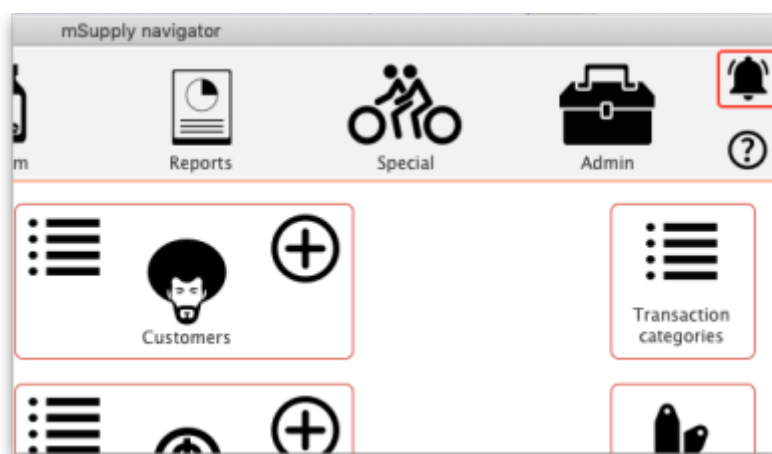 mSupply navigator
m
Reports
Special
Admin
Customers
Transaction
categories